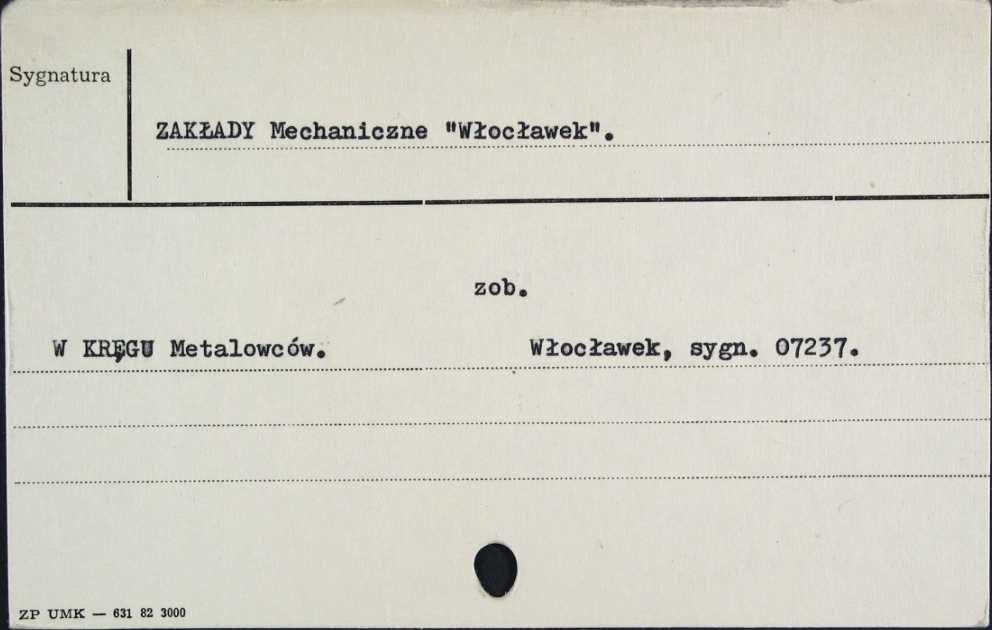 Sygnatura
ZAKŁADY Mechaniczne "Włocławek".
zob.
W KRĘGU Metalowców. Włocławek, sygn. 07237.
ZP UMK — 631 82 3000